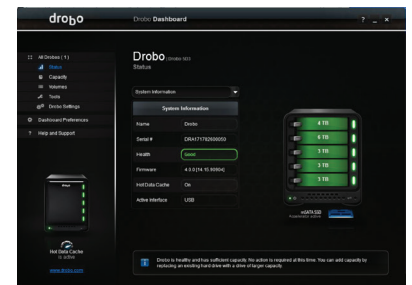 drobo
Drobo Dashboard
? _ ×
All Drobos ( 1 )
Status
Capacity
Volumes
Tools
Drobo Settings
Dashboard Preferences
? Help and Support
Drobo
Status
System Information
System Information
Name Drobo
Serial #
Health Good
Firmware
Hot Data Cache On
Active Interface USB
4 TB
6 TB
3 TB
3 TB
3 TB
mSATA SSD
Hot Data Cache
is active
www.drobo.com
Drobo is healthy and has sufficient capacity. No action is required at this time. You can add capacity by
replacing an existing hard drive with a drive of larger capacity.